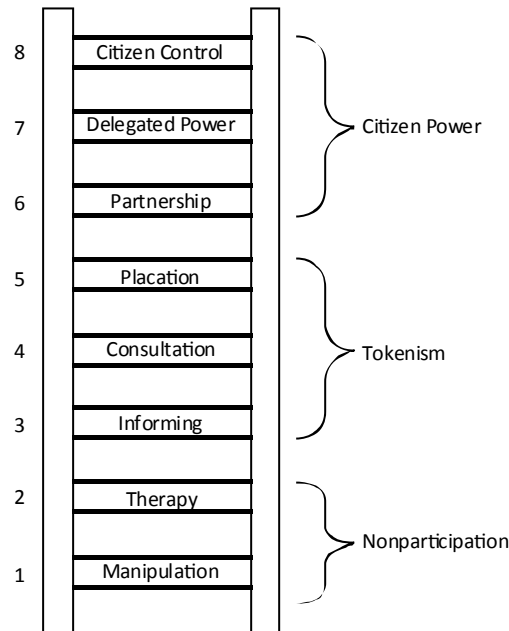 8 Citizen Control
7 Delegated Power
Citizen Power
6 Partnership
5 Placation
4 Consultation
Tokenism
3 Informing
2 Therapy
Nonparticipation
1 Manipulation